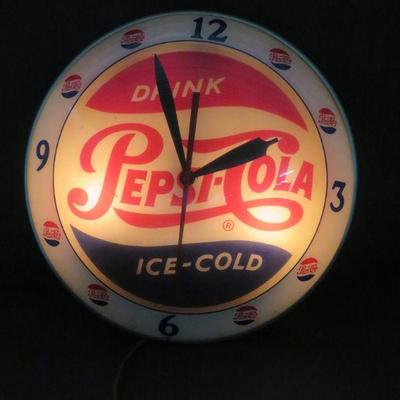 12
DRINK
PEPSI-COLA
®
9
3
ICE-COLD
6